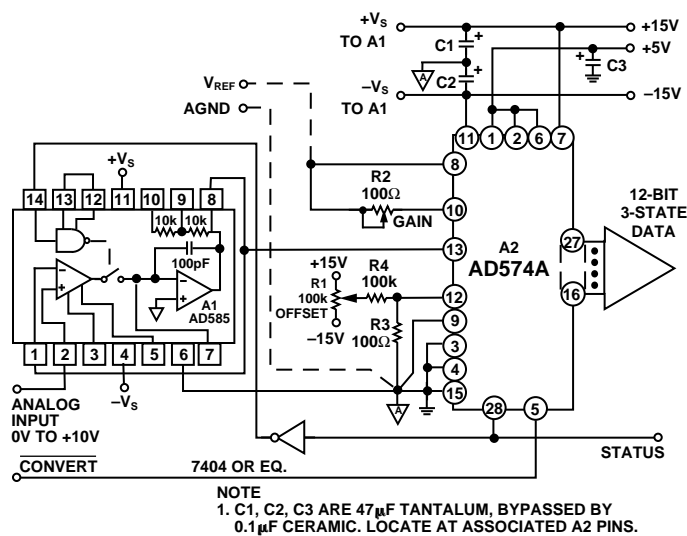 +VS
TO A1
+15V
C1
+
+5V
A
C2
+
+
C3
VREF
–VS
TO A1
–15V
AGND
11
1
2
6
7
+VS
8
14
13
12
11
10
9
8
R2
100Ω
GAIN
10
10k
10k
100pF
13
A2
AD574A
12-BIT
3-STATE
DATA
27
16
+15V
R1
100k
OFFSET
–15V
R4
100k
12
–
+
–
+
A1
AD585
R3
100Ω
9
3
4
15
1
2
3
4
5
6
7
A
28
5
ANALOG
INPUT
0V TO +10V
–VS
STATUS
CONVERT
7404 OR EQ.
NOTE
1. C1, C2, C3 ARE 47μF TANTALUM, BYPASSED BY
0.1μF CERAMIC. LOCATE AT ASSOCIATED A2 PINS.